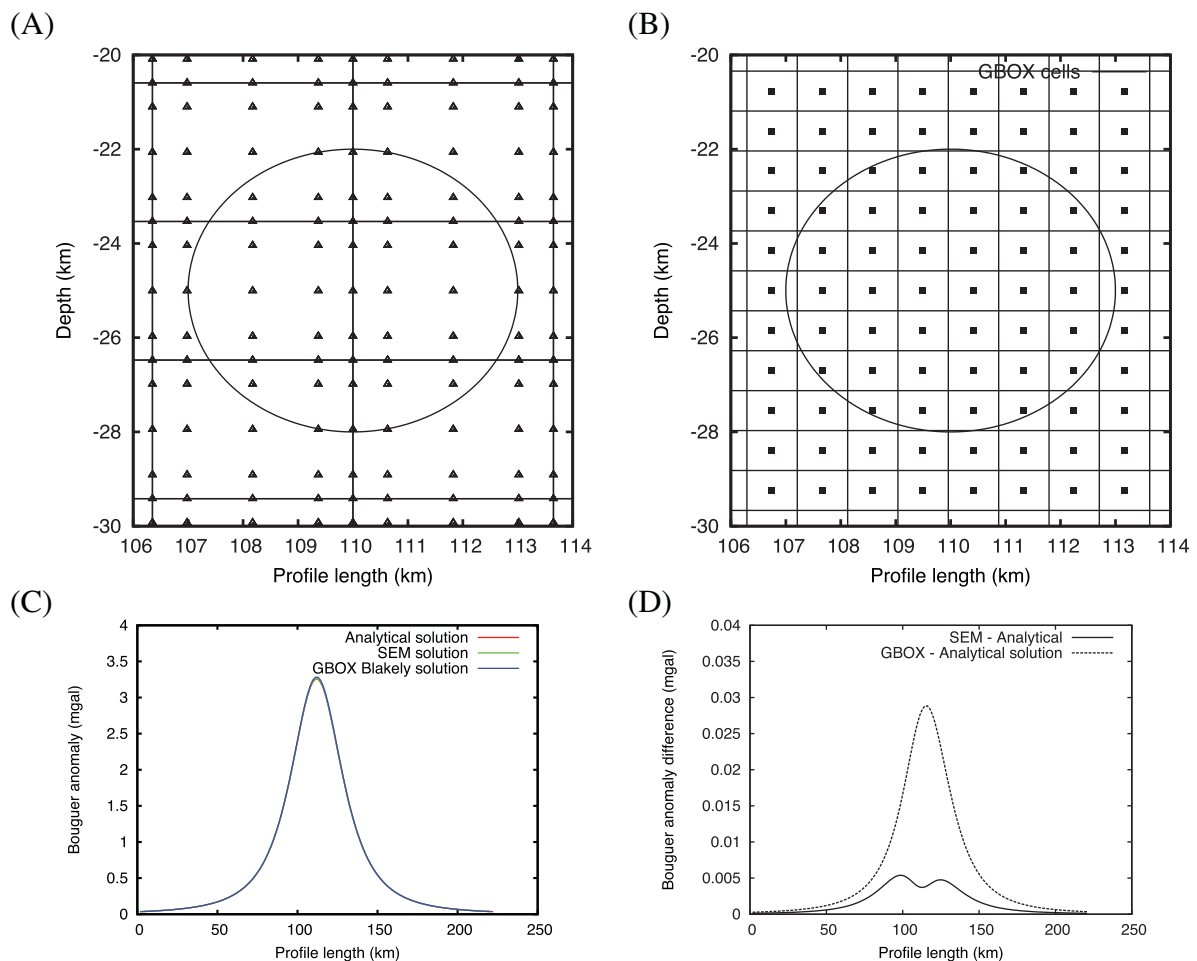 (A)
-20
-22
-24
-26
-28
-30
Depth (km)
106 107 108 109 110 111 112 113 114
Profile length (km)
(B)
GBOX cells
-20
-22
-24
-26
-28
-30
Depth (km)
106 107 108 109 110 111 112 113 114
Profile length (km)
(C)
Analytical solution
SEM solution
GBOX Blakely solution
4
3.5
3
2.5
2
1.5
1
0.5
0
Bouguer anomaly (mgal)
0 50 100 150 200 250
Profile length (km)
(D)
SEM - Analytical
GBOX - Analytical solution
0.04
0.035
0.03
0.025
0.02
0.015
0.01
0.005
0
Bouguer anomaly difference (mgal)
0 50 100 150 200 250
Profile length (km)